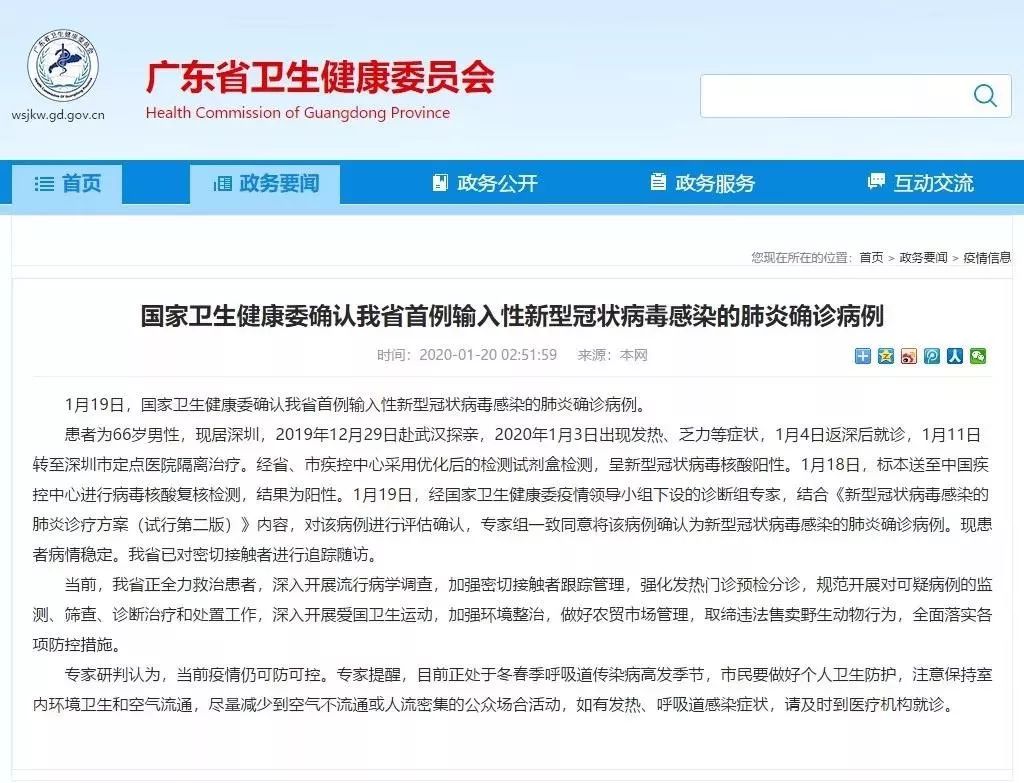 广东省卫生健康委员会
Health Commission of Guangdong Province
wsjkw.gd.gov.cn
首页 政务要闻 政务公开 政务服务 互动交流
您现在所在的位置：首页 > 政务要闻 > 疫情信息
国家卫生健康委确认我省首例输入性新型冠状病毒感染的肺炎确诊病例
时间：2020-01-20 02:51:59 来源：本网
1月19日，国家卫生健康委确认我省首例输入性新型冠状病毒感染的肺炎确诊病例。
患者为66岁男性，现居深圳，2019年12月29日赴武汉探亲，2020年1月3日出现发热、乏力等症状，1月4日返深后就诊，1月11日
转至深圳市定点医院隔离治疗。经省、市疾控中心采用优化后的检测试剂盒检测，呈新型冠状病毒核酸阳性。1月18日，标本送至中国疾
控中心进行病毒核酸复核检测，结果为阳性。1月19日，经国家卫生健康委疫情领导小组下设的诊断组专家，结合《新型冠状病毒感染的
肺炎诊疗方案（试行第二版）》内容，对该病例进行评估确认，专家组一致同意将该病例确认为新型冠状病毒感染的肺炎确诊病例。现患
者病情稳定。我省已对密切接触者进行追踪随访。
当前，我省正全力救治患者，深入开展流行病学调查，加强密切接触者跟踪管理，强化发热门诊预检分诊，规范开展对可疑病例的监
测、筛查、诊断治疗和处置工作，深入开展爱国卫生运动，加强环境整治，做好农贸市场管理，取缔违法售卖野生动物行为，全面落实各
项防控措施。
专家研判认为，当前疫情仍可防可控。专家提醒，目前正处于冬春季呼吸道传染病高发季节，市民要做好个人卫生防护，注意保持室
内环境卫生和空气流通，尽量减少到空气不流通或人流密集的公众场合活动，如有发热、呼吸道感染症状，请及时到医疗机构就诊。